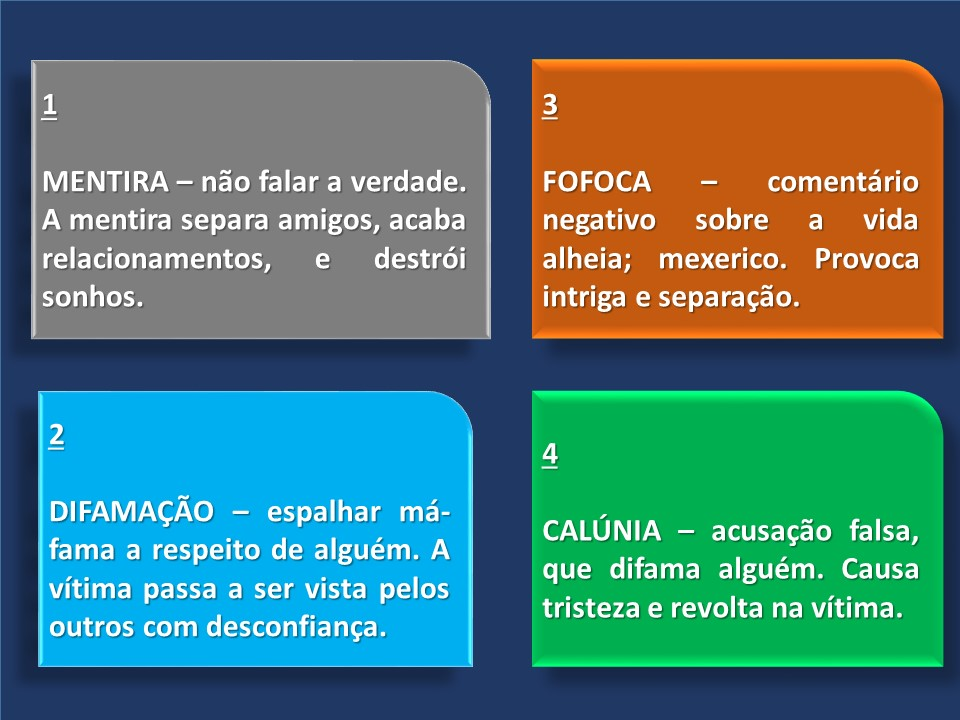 1
MENTIRA – não falar a verdade.
A mentira separa amigos, acaba
relacionamentos, e destrói
sonhos.
2
DIFAMAÇÃO – espalhar má-
fama a respeito de alguém. A
vítima passa a ser vista pelos
outros com desconfiança.
3
FOFOCA – comentário
negativo sobre a vida
alheia; mexerico. Provoca
intriga e separação.
4
CALÚNIA – acusação falsa,
que difama alguém. Causa
tristeza e revolta na vítima.